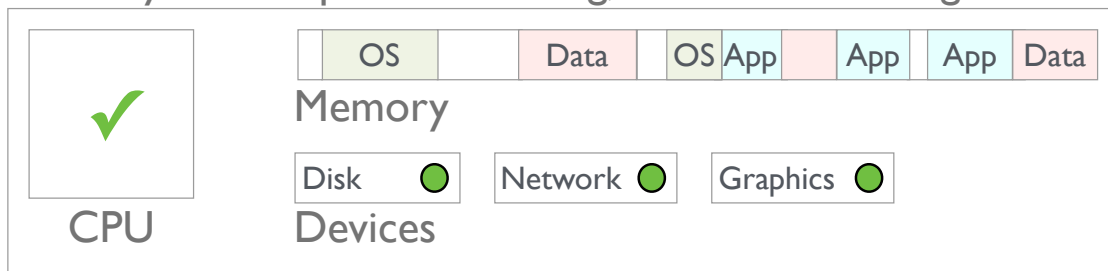 OS Data OS App App App Data
Memory
Disk Network Graphics
CPU Devices